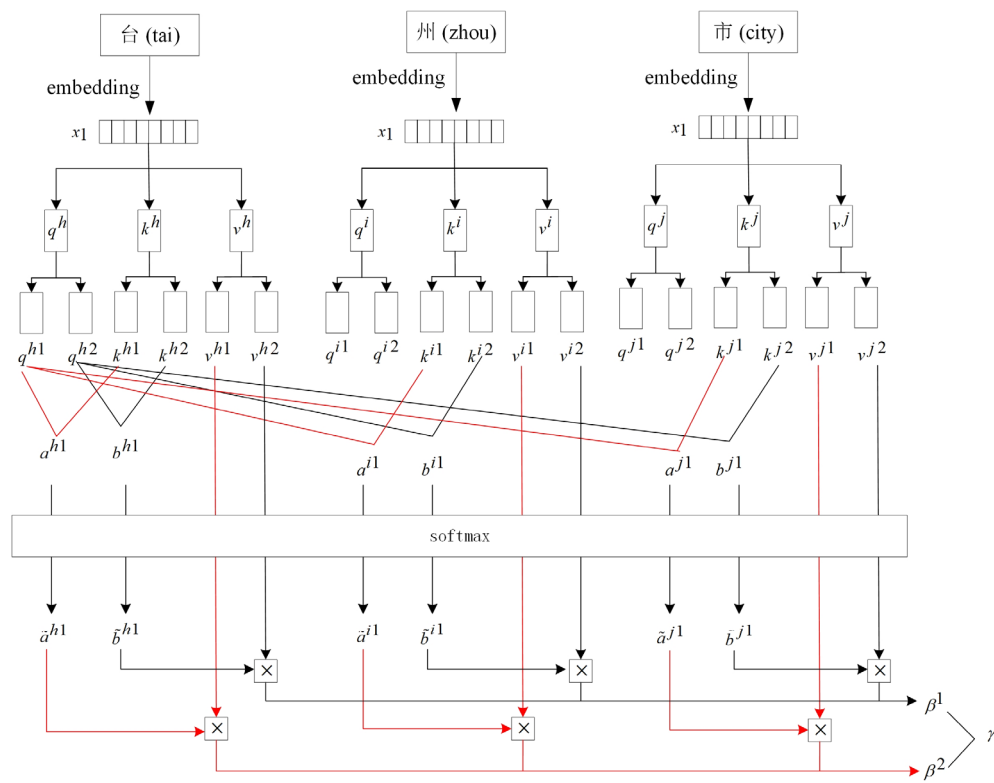 台 (tai) 州 (zhou) 市 (city)
embedding embedding embedding
x1 x1 x1
q^h k^h v^h q^i k^i v^i q^j k^j v^j
q^h1 q^h2 k^h1 k^h2 v^h1 v^h2 q^i1 q^i2 k^i1 k^i2 v^i1 v^i2 q^j1 q^j2 k^j1 k^j2 v^j1 v^j2
a^h1 b^h1 a^i1 b^i1 a^j1 b^j1
softmax
ã^h1 b̃^h1 ã^i1 b̃^i1 ã^j1 b̃^j1
× × ×
β^1
× × ×
γ
β^2